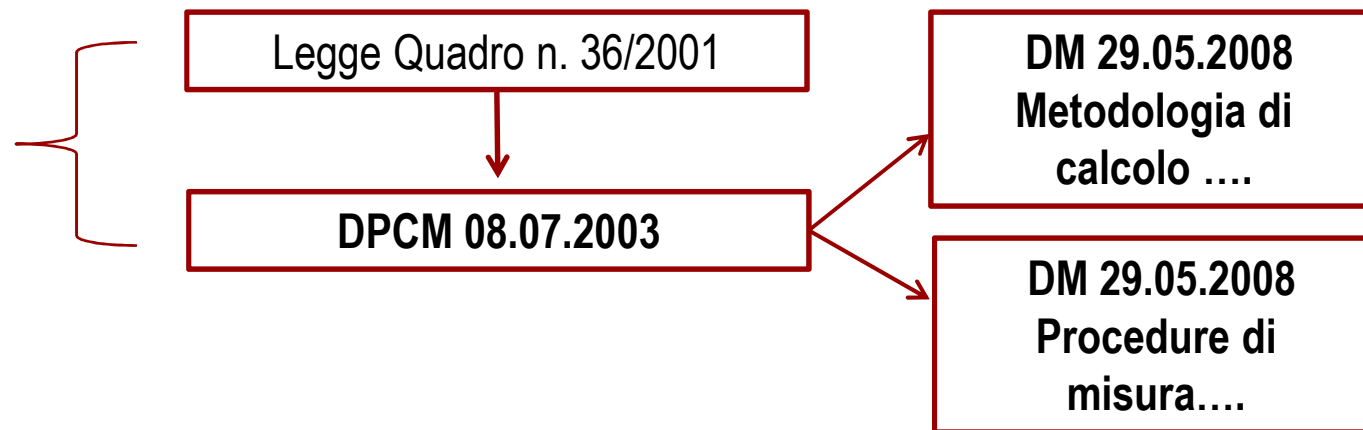 Legge Quadro n. 36/2001
DPCM 08.07.2003
DM 29.05.2008
Metodologia di
calcolo ….
DM 29.05.2008
Procedure di
misura….